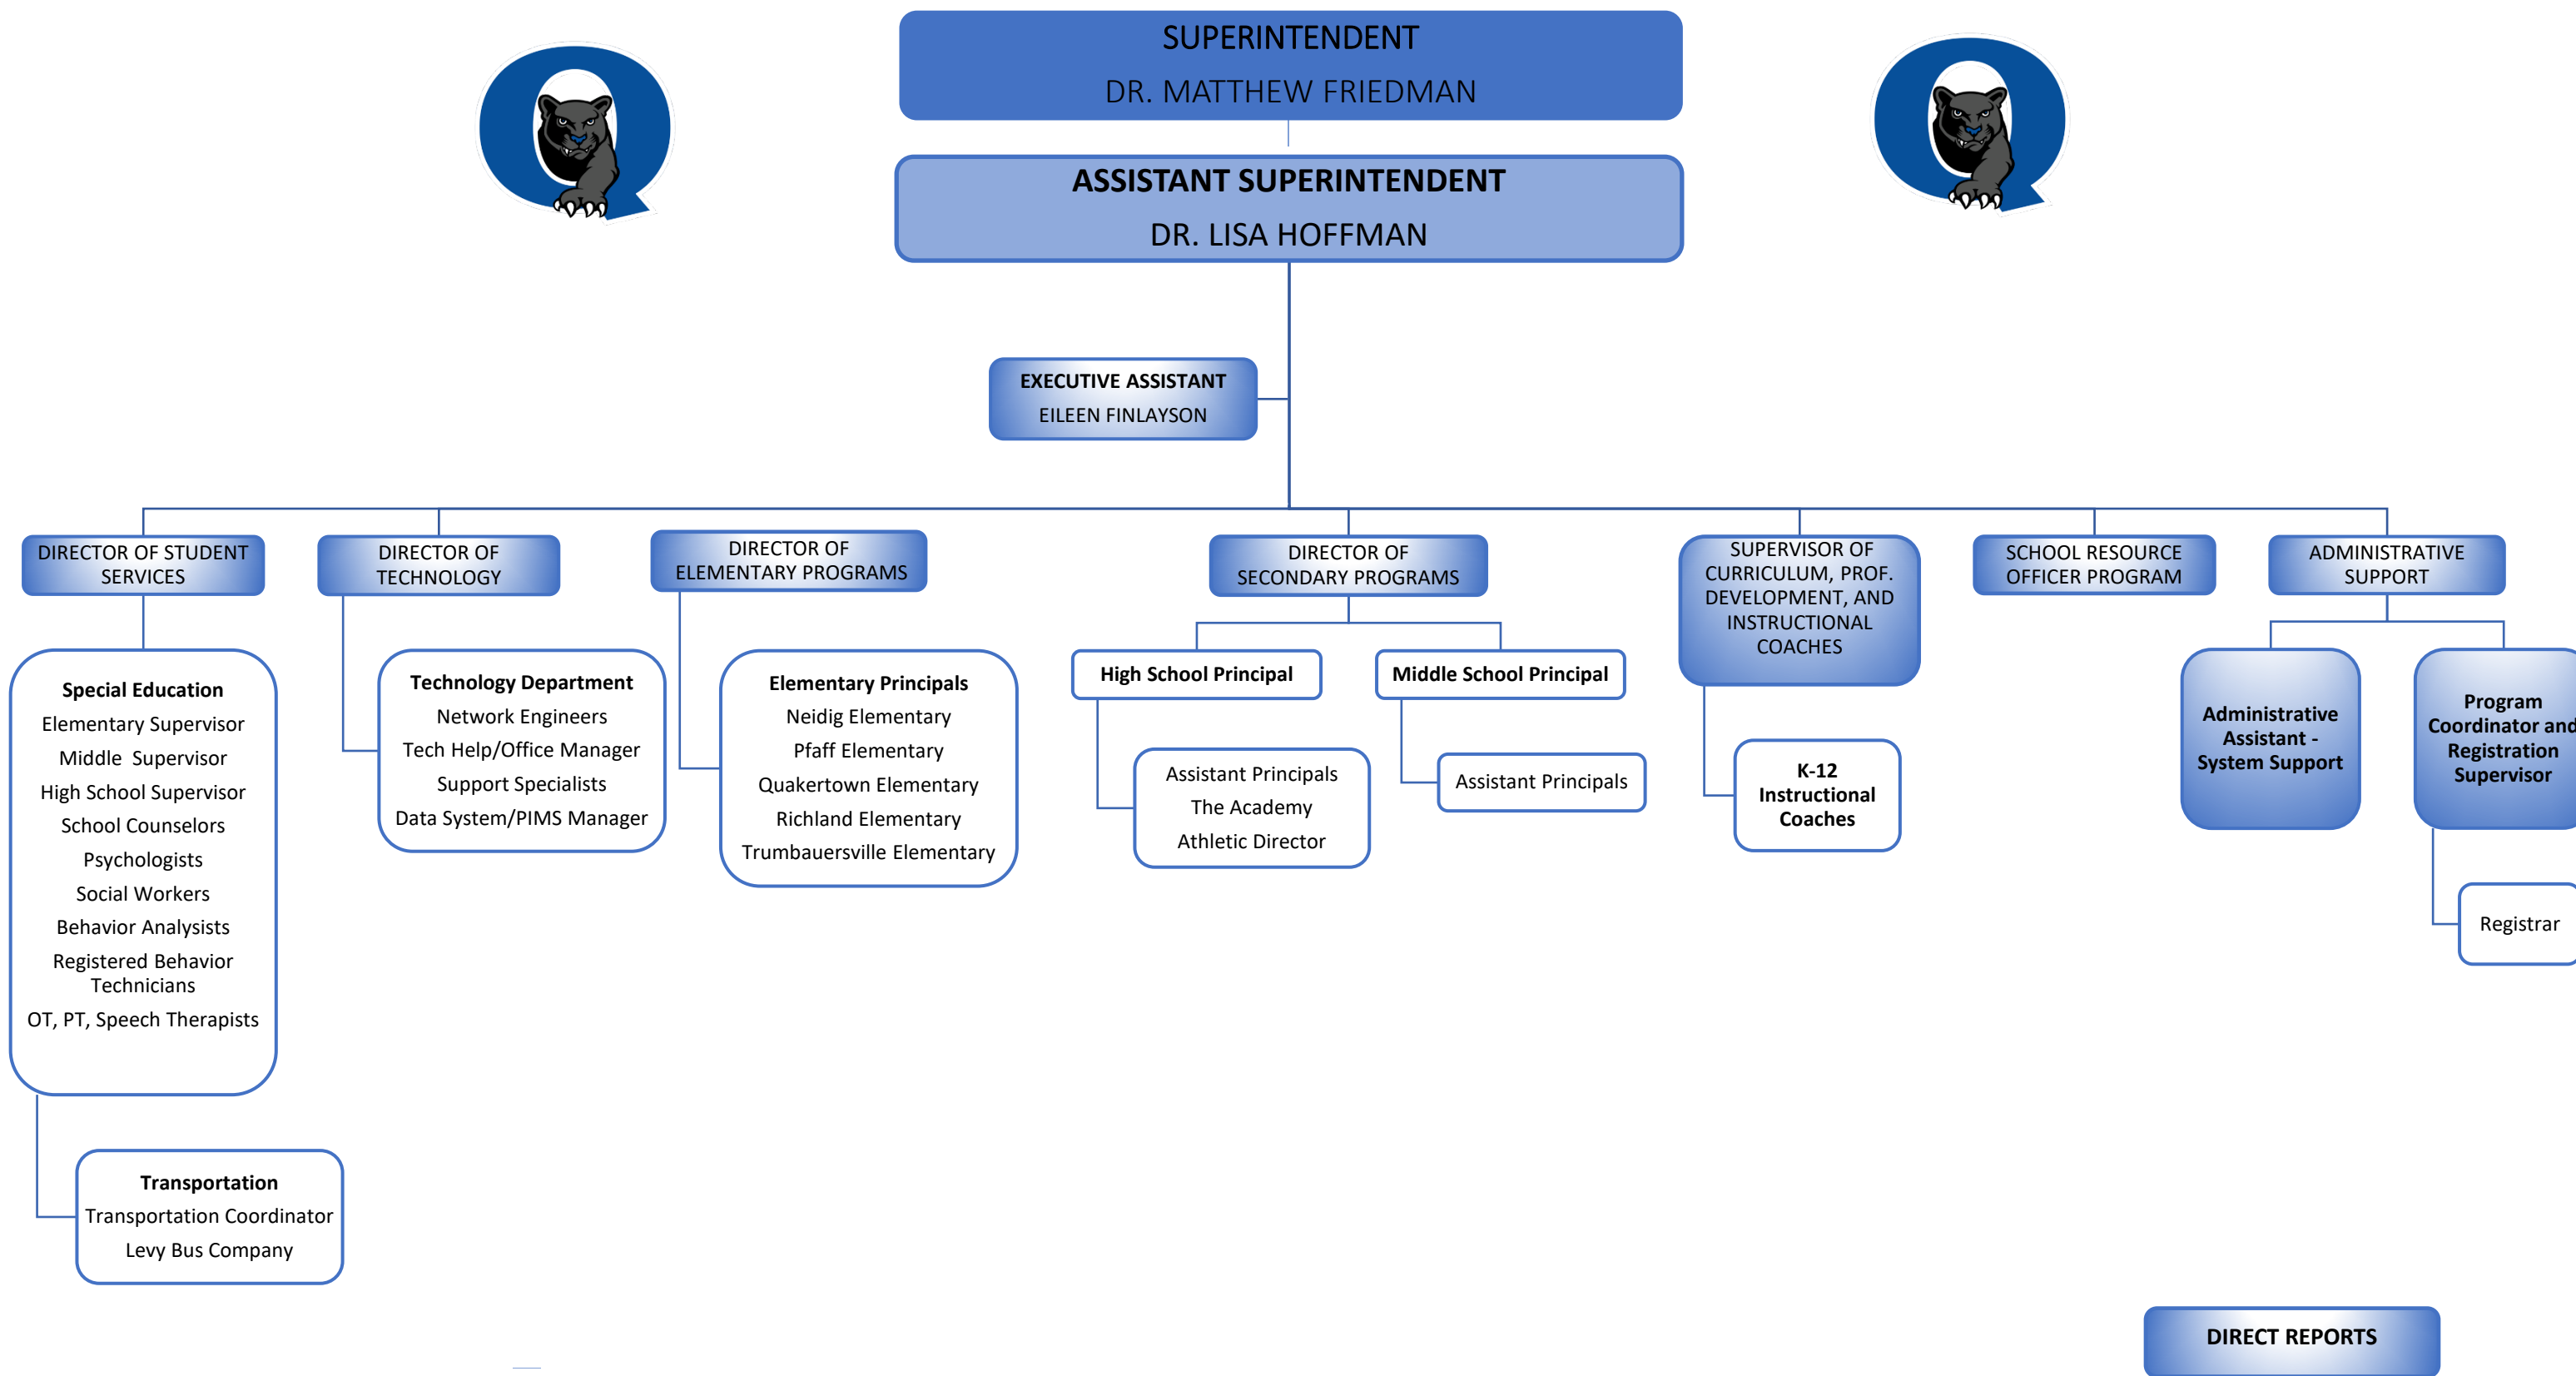 SUPERINTENDENT
DR. MATTHEW FRIEDMAN
ASSISTANT SUPERINTENDENT
DR. LISA HOFFMAN
EXECUTIVE ASSISTANT
EILEEN FINLAYSON
DIRECTOR OF STUDENT
SERVICES
DIRECTOR OF
TECHNOLOGY
DIRECTOR OF
ELEMENTARY PROGRAMS
DIRECTOR OF
SECONDARY PROGRAMS
SUPERVISOR OF
CURRICULUM, PROF.
DEVELOPMENT, AND
INSTRUCTIONAL
COACHES
SCHOOL RESOURCE
OFFICER PROGRAM
ADMINISTRATIVE
SUPPORT
Special Education
Elementary Supervisor
Middle  Supervisor
High School Supervisor
School Counselors
Psychologists
Social Workers
Behavior Analysists
Registered Behavior
Technicians
OT, PT, Speech Therapists
Transportation
Transportation Coordinator
Levy Bus Company
Technology Department
Network Engineers
Tech Help/Office Manager
Support Specialists
Data System/PIMS Manager
Elementary Principals
Neidig Elementary
Pfaff Elementary
Quakertown Elementary
Richland Elementary
Trumbauersville Elementary
High School Principal
Assistant Principals
The Academy
Athletic Director
Middle School Principal
Assistant Principals
K-12
Instructional
Coaches
Administrative
Assistant -
System Support
Program
Coordinator and
Registration
Supervisor
Registrar
DIRECT REPORTS